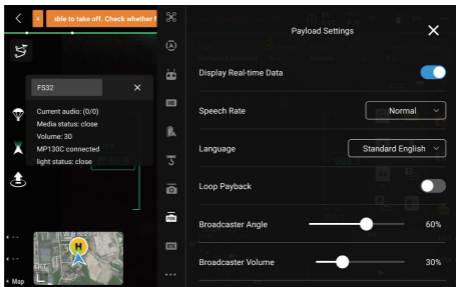 4 sble to take off. Check whether f
Payload Settings
FS32
Current audio: (0/0)
Media status: close
Volume: 30
MP130C connected
light status: close
Display Real-time Data
Speech Rate Normal
Language Standard English
Loop Payback
Broadcaster Angle 60%
Broadcaster Volume 30%
H
Map
HD